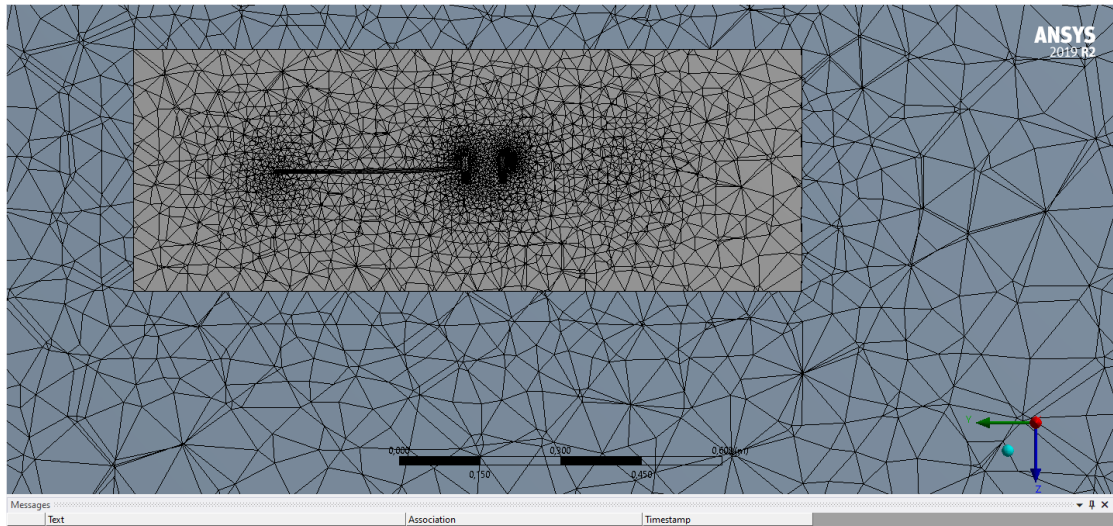 ANSYS
2019 R2
0,000 0,300 0,600 (m)
0,150 0,450
Y
Z
Messages
Text Association Timestamp